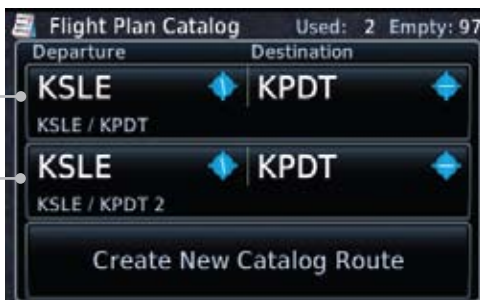 Flight Plan Catalog Used: 2 Empty: 97
Departure Destination
KSLE KPDT
KSLE / KPDT
KSLE KPDT
KSLE / KPDT 2
Create New Catalog Route